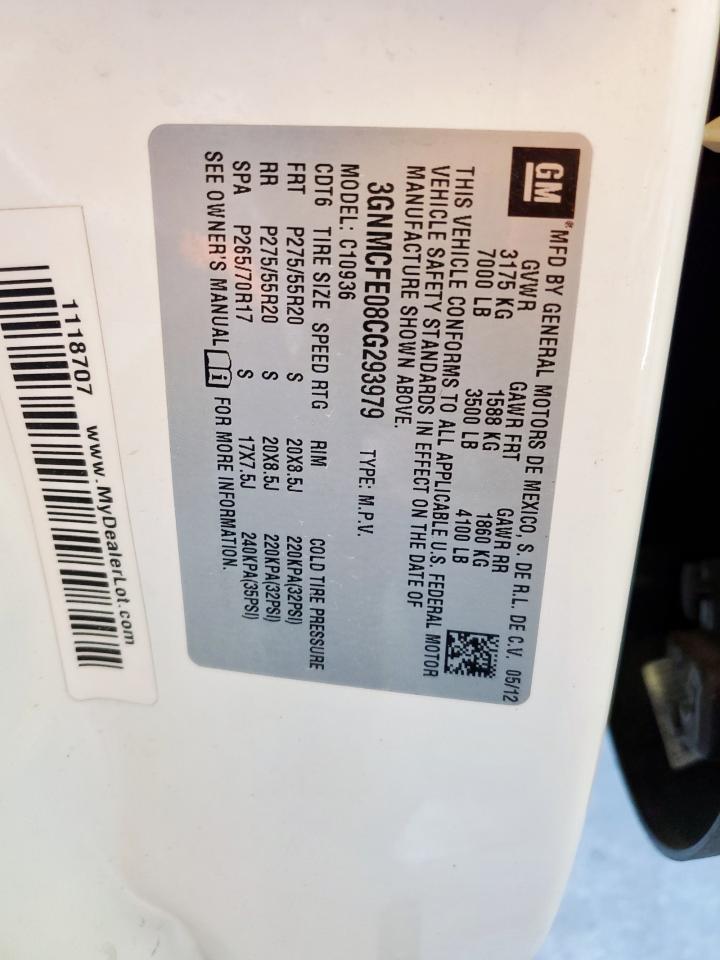 GM
MFD BY GENERAL MOTORS DE MEXICO, S. DE R.L. DE C.V. 05/12
GVWR GAWR FRT GAWR RR
3175 KG 1588 KG 1860 KG
7000 LB 3500 LB 4100 LB
THIS VEHICLE CONFORMS TO ALL APPLICABLE U.S. FEDERAL MOTOR
VEHICLE SAFETY STANDARDS IN EFFECT ON THE DATE OF
MANUFACTURE SHOWN ABOVE.
3GNMCFE08CG293979 TYPE: M.P.V.
MODEL: C10936
CDT6 TIRE SIZE SPEED RTG RIM COLD TIRE PRESSURE
FRT P275/55R20 S 20X8.5J 220KPA(32PSI)
RR P275/55R20 S 20X8.5J 220KPA(32PSI)
SPA P265/70R17 S 17X7.5J 240KPA(35PSI)
SEE OWNER'S MANUAL i FOR MORE INFORMATION.
1118707 www.MyDealerLot.com